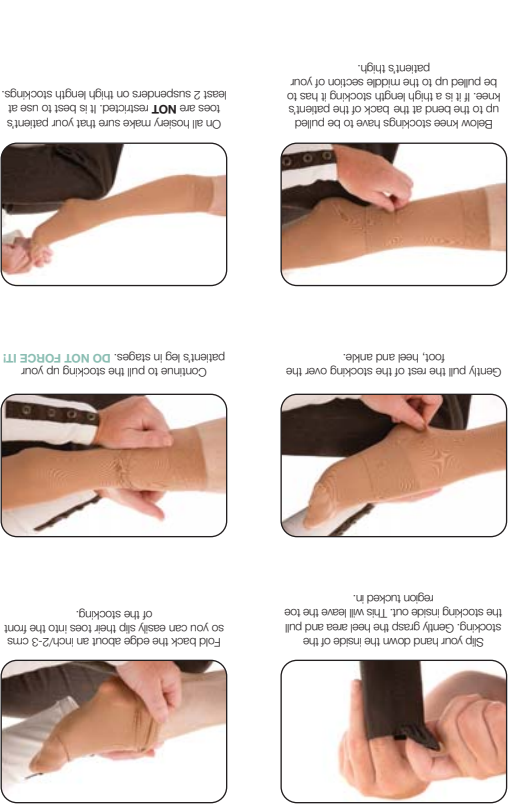 Slip your hand down the inside of the
stocking. Gently grasp the heel area and pull
the stocking inside out. This will leave the toe
region tucked in.
Fold back the edge about an inch/2-3 cms
so you can easily slip their toes into the front
of the stocking.
Gently pull the rest of the stocking over the
foot, heel and ankle.
Continue to pull the stocking up your
patient's leg in stages. DO NOT FORCE IT!
Below knee stockings have to be pulled
up to the bend at the back of the patient's
knee. If it is a thigh length stocking it has to
be pulled up to the middle section of your
patient's thigh.
On all hosiery make sure that your patient's
toes are NOT restricted. It is best to use at
least 2 suspenders on thigh length stockings.